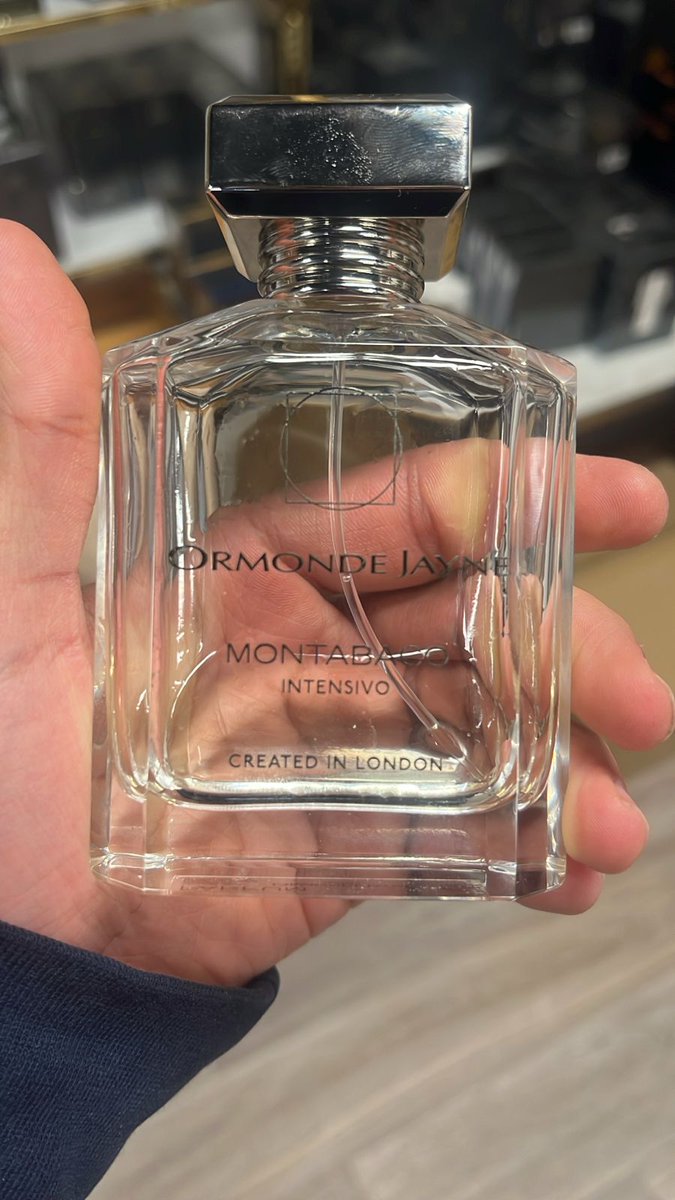 ORMONDE JAYNE
MONTABACO
INTENSIVO
CREATED IN LONDON